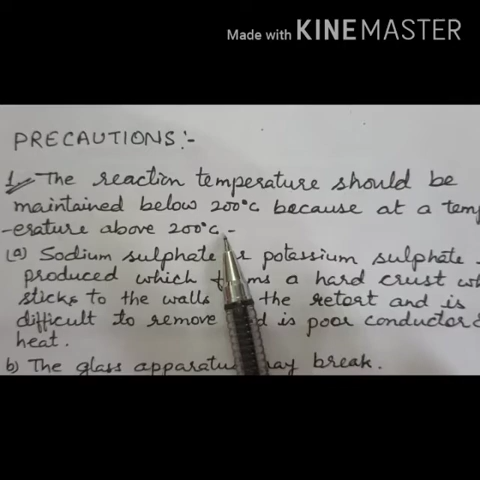 Made with KINEMASTER
PRECAUTIONS:-
1. The reaction temperature should be
maintained below 200°C because at a temp
-erature above 200°C -
(a) Sodium sulphate potassium sulphate
produced which a hard crust
sticks to the walls the retort and is
difficult to remove is poor conductor
heat.
b) The glass apparatus may break.